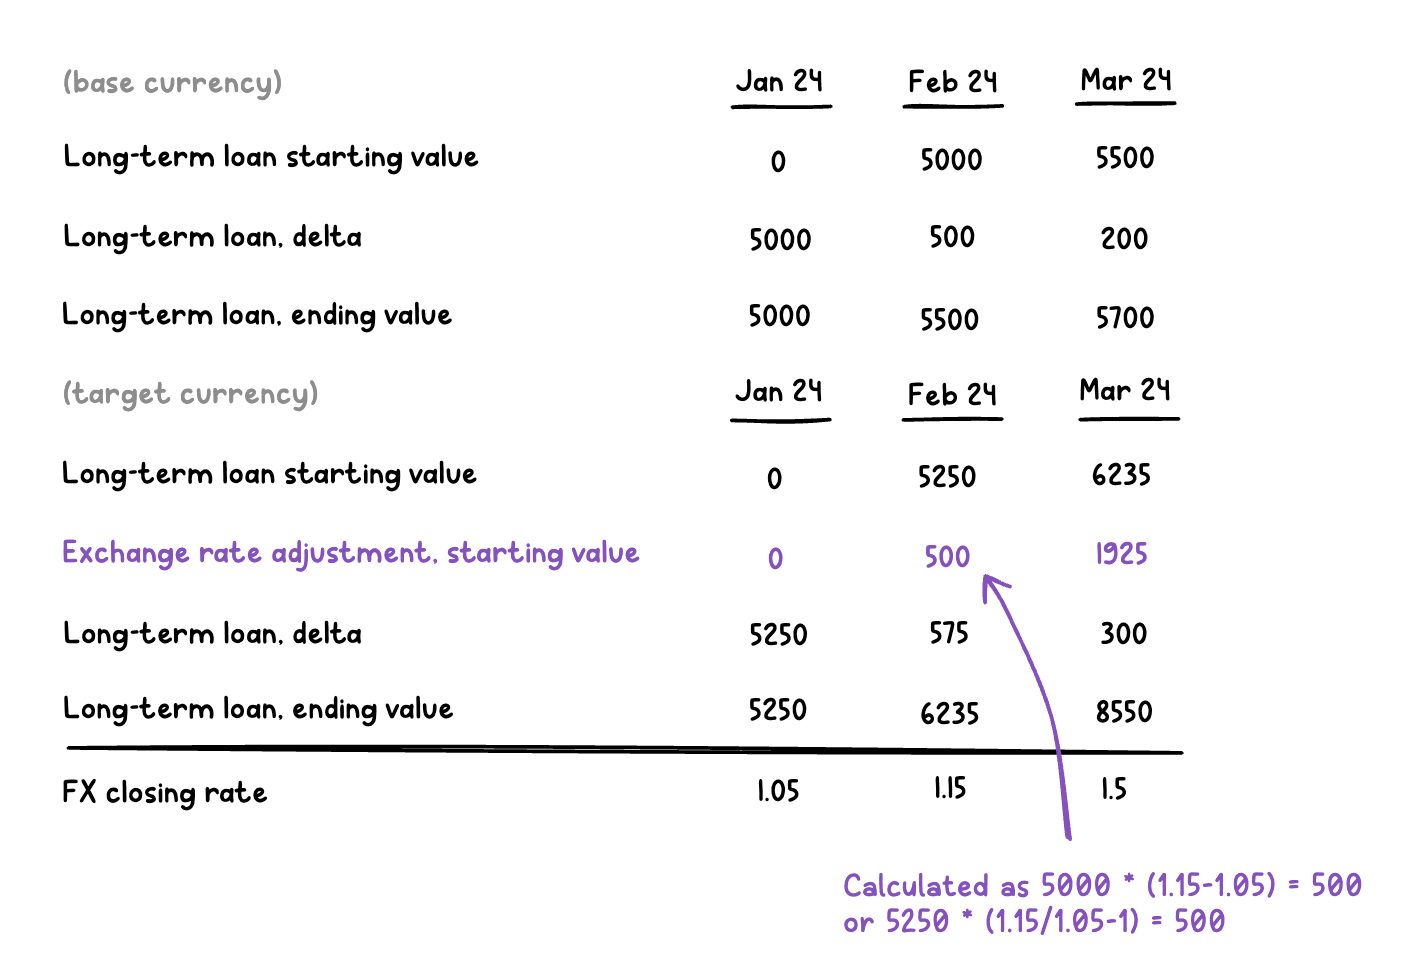 (base currency) Jan 24 Feb 24 Mar 24
Long-term loan starting value 0 5000 5500
Long-term loan, delta 5000 500 200
Long-term loan, ending value 5000 5500 5700
(target currency) Jan 24 Feb 24 Mar 24
Long-term loan starting value 0 5250 6235
Exchange rate adjustment, starting value 0 500 1925
Long-term loan, delta 5250 575 300
Long-term loan, ending value 5250 6235 8550
FX closing rate 1.05 1.15 1.5
Calculated as 5000 * (1.15-1.05) = 500
or 5250 * (1.15/1.05-1) = 500